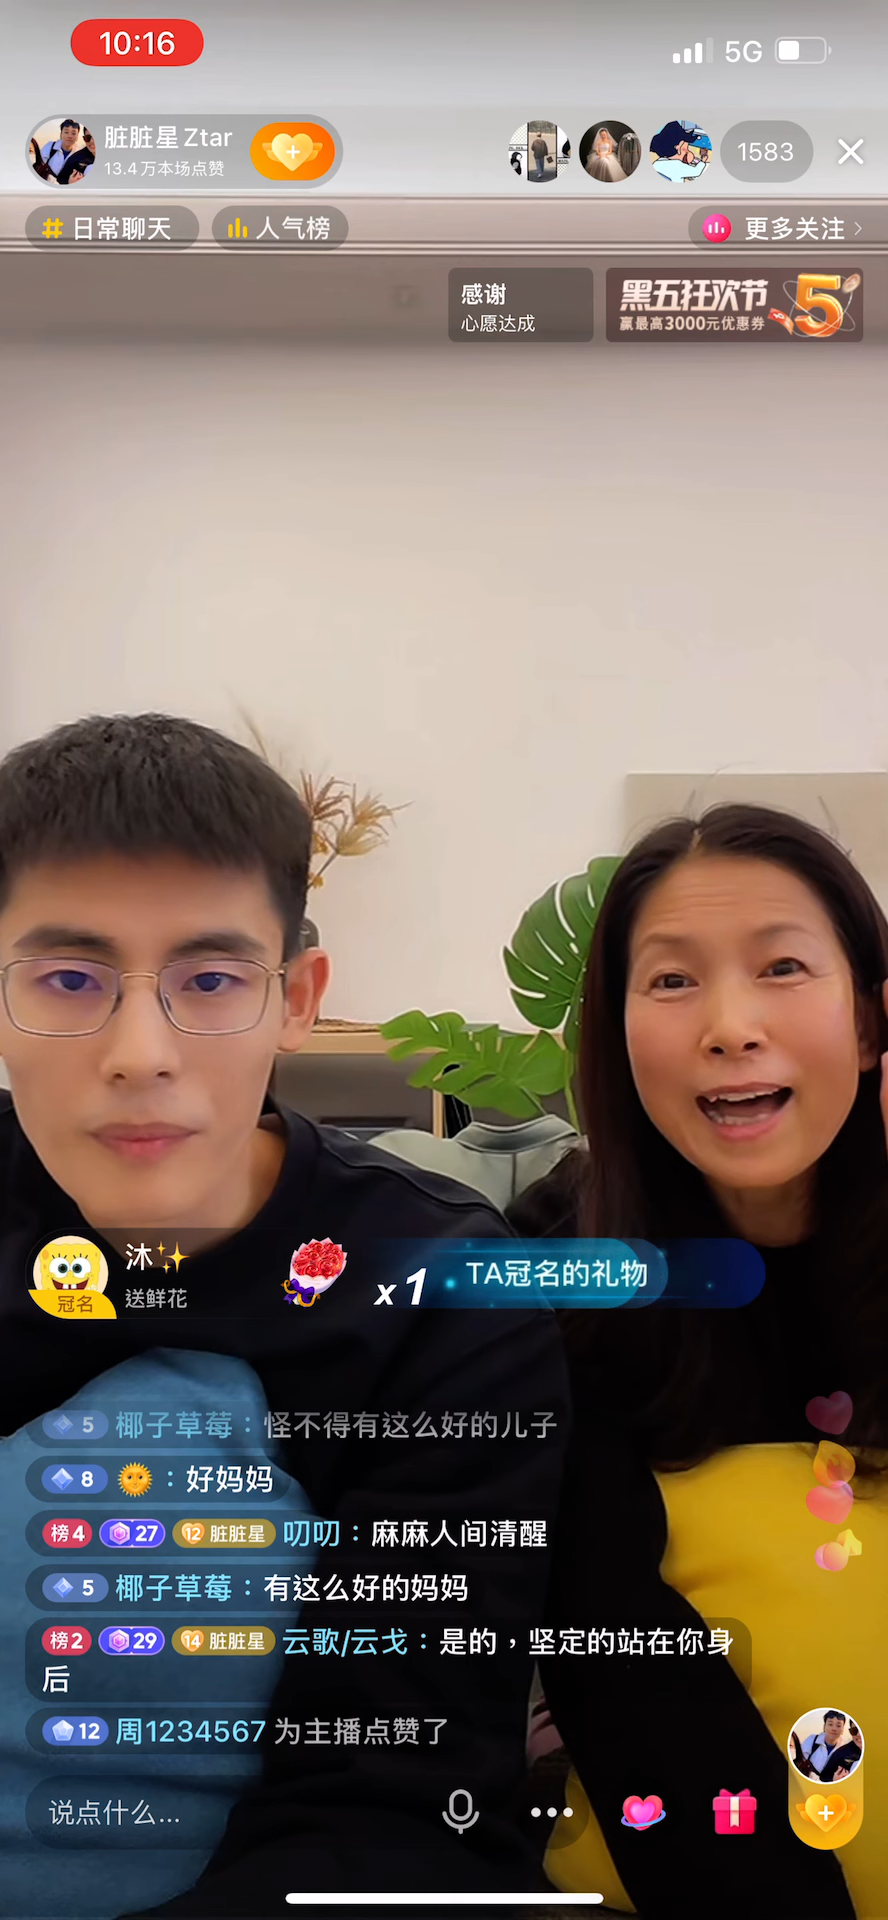 10:16
5G
脏脏星Ztar
13.4万本场点赞
1583
日常聊天
人气榜
更多关注
感谢
心愿达成
黑五狂欢节
赢最高3000元优惠券
5
沐✨
冠名
送鲜花
x1
TA冠名的礼物
5 椰子草莓：怪不得有这么好的儿子
8 🌞：好妈妈
榜4 27 12 脏脏星 叨叨：麻麻人间清醒
5 椰子草莓：有这么好的妈妈
榜2 29 14 脏脏星 云歌/云戈：是的，坚定的站在你身
后
12 周1234567 为主播点赞了
说点什么...